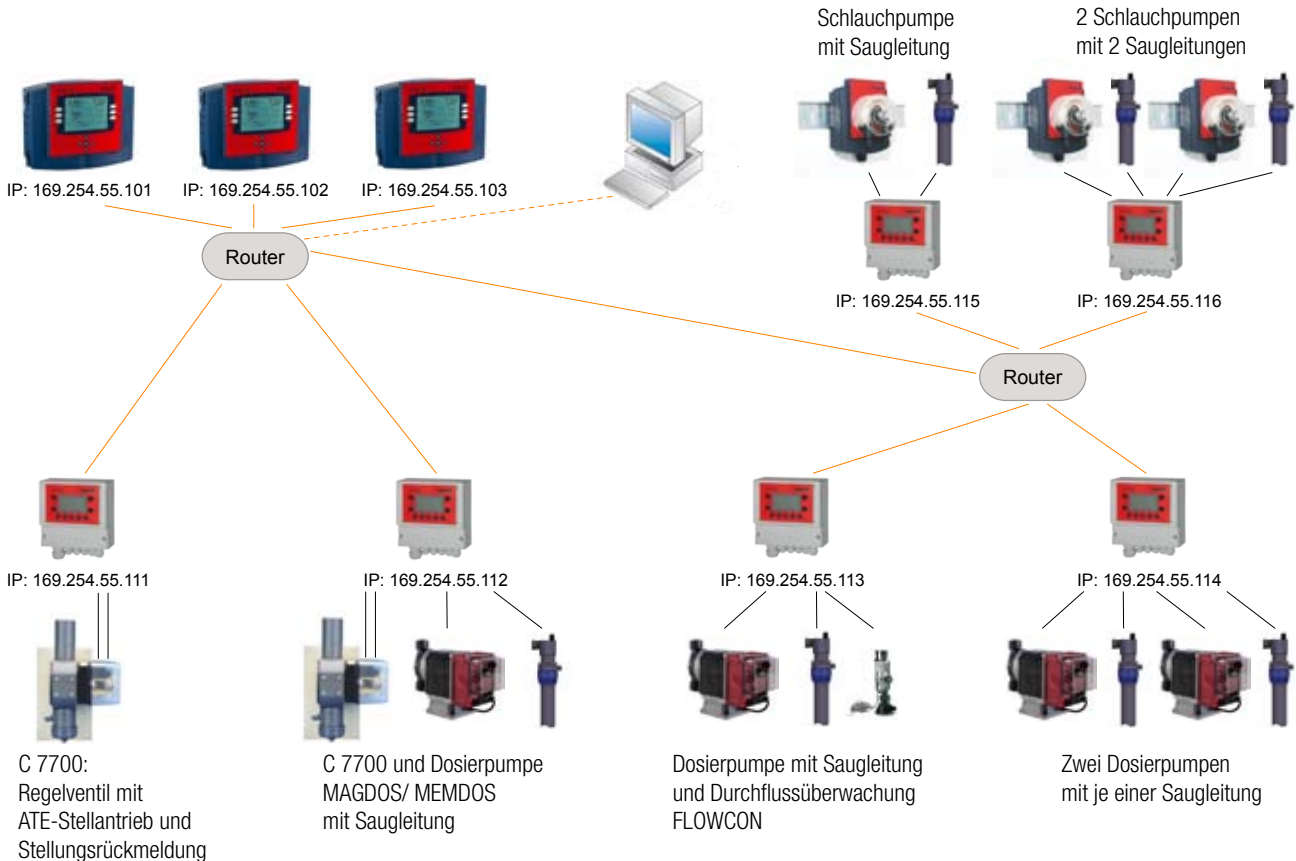 Schlauchpumpe
mit Saugleitung
2 Schlauchpumpen
mit 2 Saugleitungen
IP: 169.254.55.101
IP: 169.254.55.102
IP: 169.254.55.103
Router
IP: 169.254.55.115
IP: 169.254.55.116
Router
IP: 169.254.55.111
IP: 169.254.55.112
IP: 169.254.55.113
IP: 169.254.55.114
C 7700:
Regelventil mit
ATE-Stellantrieb und
Stellungsrückmeldung
C 7700 und Dosierpumpe
MAGDOS/ MEMDOS
mit Saugleitung
Dosierpumpe mit Saugleitung
und Durchflussüberwachung
FLOWCON
Zwei Dosierpumpen
mit je einer Saugleitung